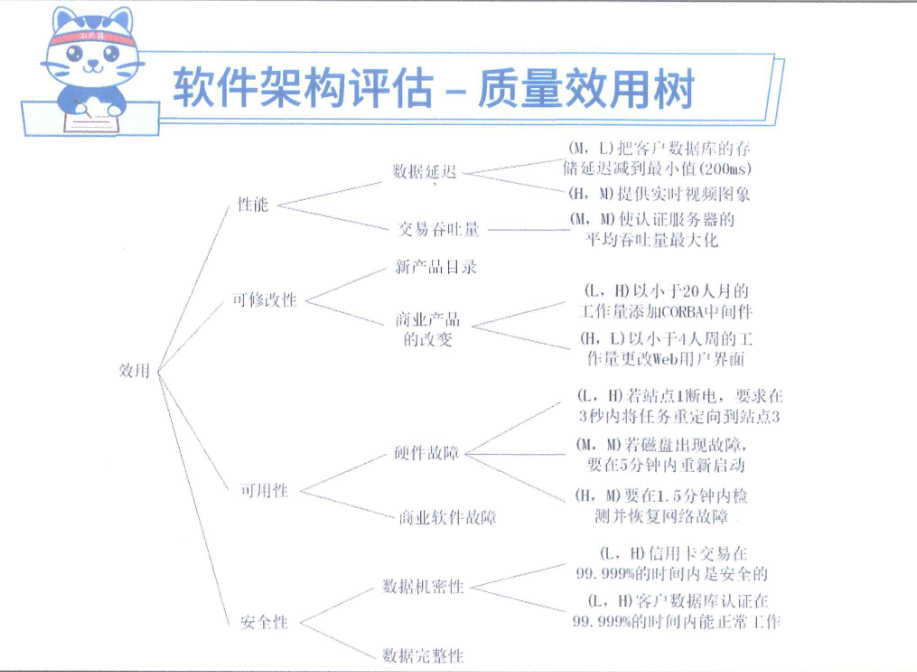 软件架构评估 – 质量效用树
效用
性能
数据延迟
(M, L)把客户数据库的存
储延迟减到最小值(200ms)
(H, M)提供实时视频图象
交易吞吐量
(M, M)使认证服务器的
平均吞吐量最大化
可修改性
新产品目录
商业产品
的改变
(L, H)以小于20人月的
工作量添加CORBA中间件
(H, L)以小于4人周的工
作量更改Web用户界面
可用性
硬件故障
(L, H)若站点1断电, 要求在
3秒内将任务重定向到站点3
(M, M)若磁盘出现故障,
要在5分钟内重新启动
(H, M)要在1.5分钟内检
测并恢复网络故障
商业软件故障
安全性
数据机密性
(L, H)信用卡交易在
99.999%的时间内是安全的
(L, H)客户数据库认证在
99.999%的时间内能正常工作
数据完整性